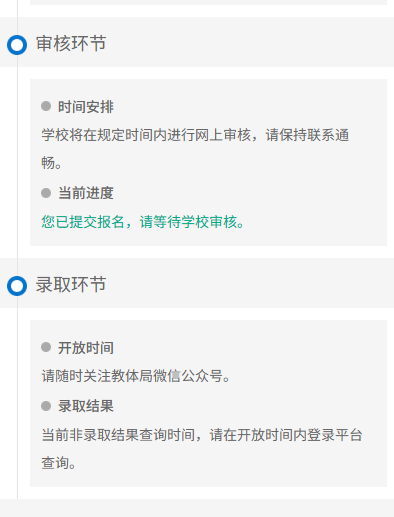 审核环节
时间安排
学校将在规定时间内进行网上审核，请保持联系通
畅。
当前进度
您已提交报名，请等待学校审核。
录取环节
开放时间
请随时关注教体局微信公众号。
录取结果
当前非录取结果查询时间，请在开放时间内登录平台
查询。